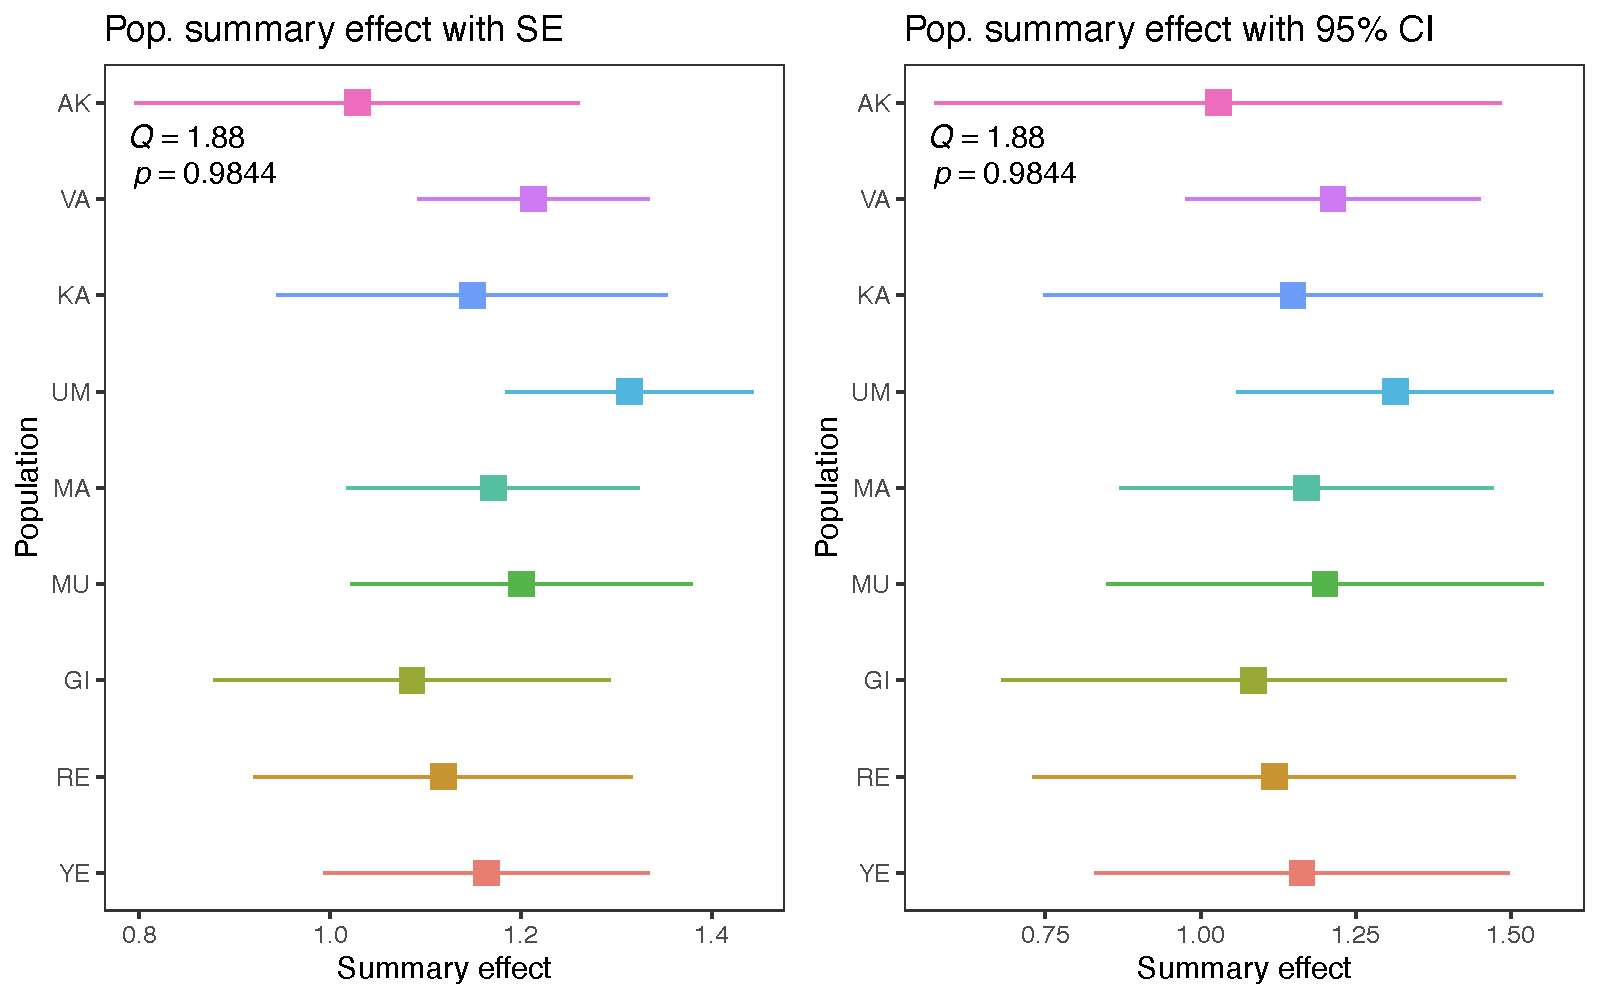 Pop. summary effect with SE
AK
VA
KA
UM
MA
MU
GI
RE
YE
Population
Q = 1.88
p = 0.9844
0.8 1.0 1.2 1.4
Summary effect
Pop. summary effect with 95% CI
AK
VA
KA
UM
MA
MU
GI
RE
YE
Population
Q = 1.88
p = 0.9844
0.75 1.00 1.25 1.50
Summary effect